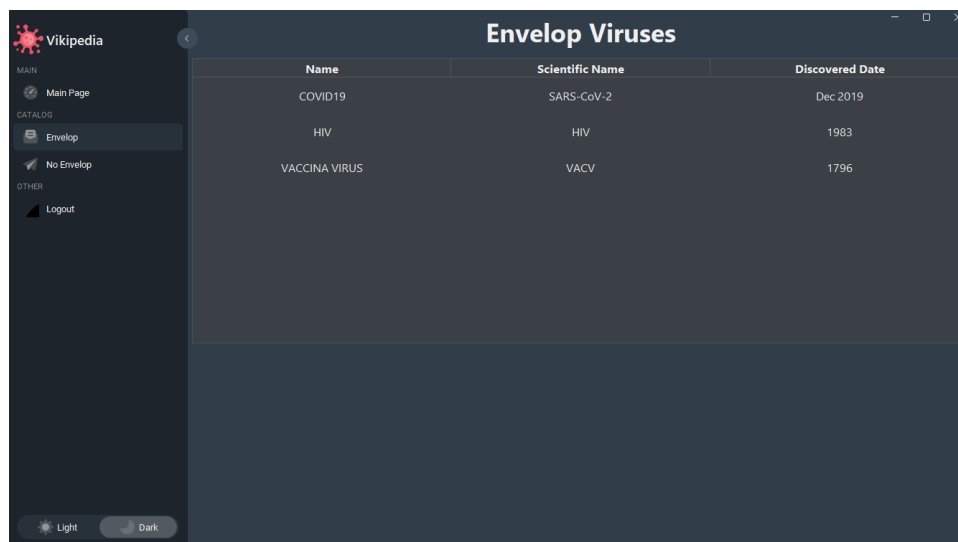 Vikipedia
MAIN
Main Page
CATALOG
Envelop
No Envelop
OTHER
Logout
Light Dark
Envelop Viruses
Name Scientific Name Discovered Date
COVID19 SARS-CoV-2 Dec 2019
HIV HIV 1983
VACCINA VIRUS VACV 1796